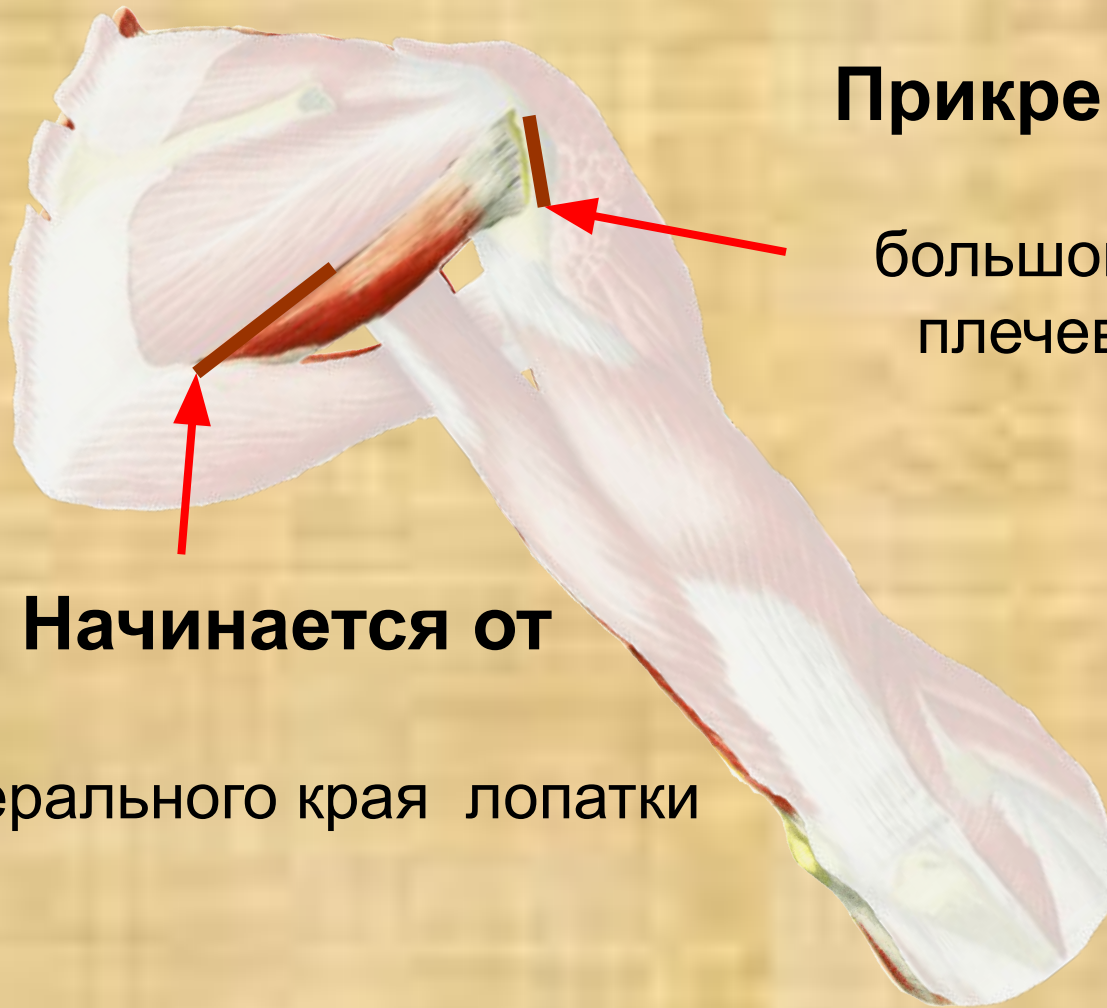 Прикре
большо
плечев
Начинается от
ерального края лопатки